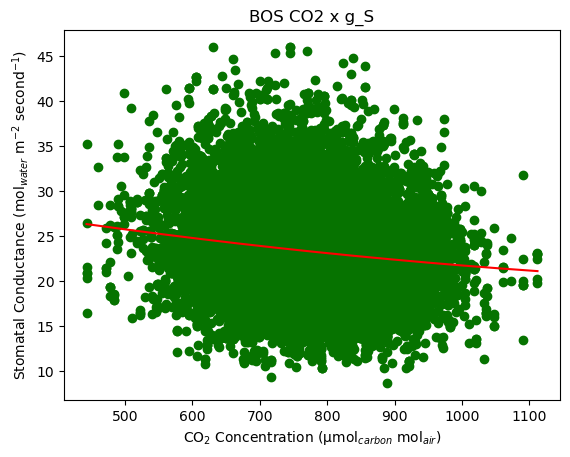 BOS CO2 x g_S
Stomatal Conductance (mol_water m⁻² second⁻¹)
45
40
35
30
25
20
15
10
500 600 700 800 900 1000 1100
CO₂ Concentration (μmol_carbon mol_air)